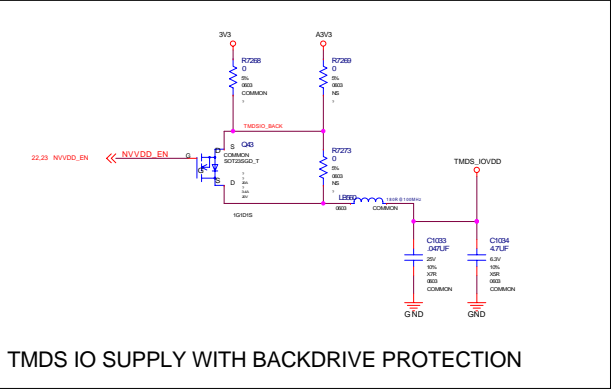 3V3
A3V3
R7268
0
5%
0603
COMMON
?
R7269
0
5%
0603
NS
?
TMDSIO_BACK
22,23 NVVDD_EN
NVVDD_EN
G
D
S
G
S
D
Q43
COMMON
SOT23SGD_T
1G1D1S
R7273
0
5%
0603
NS
?
LB560
180R@100MHz
0603
COMMON
TMDS_IOVDD
C1033
.047UF
25V
10%
X7R
0603
COMMON
GND
C1034
4.7UF
6.3V
10%
X5R
0603
COMMON
GND
TMDS IO SUPPLY WITH BACKDRIVE PROTECTION